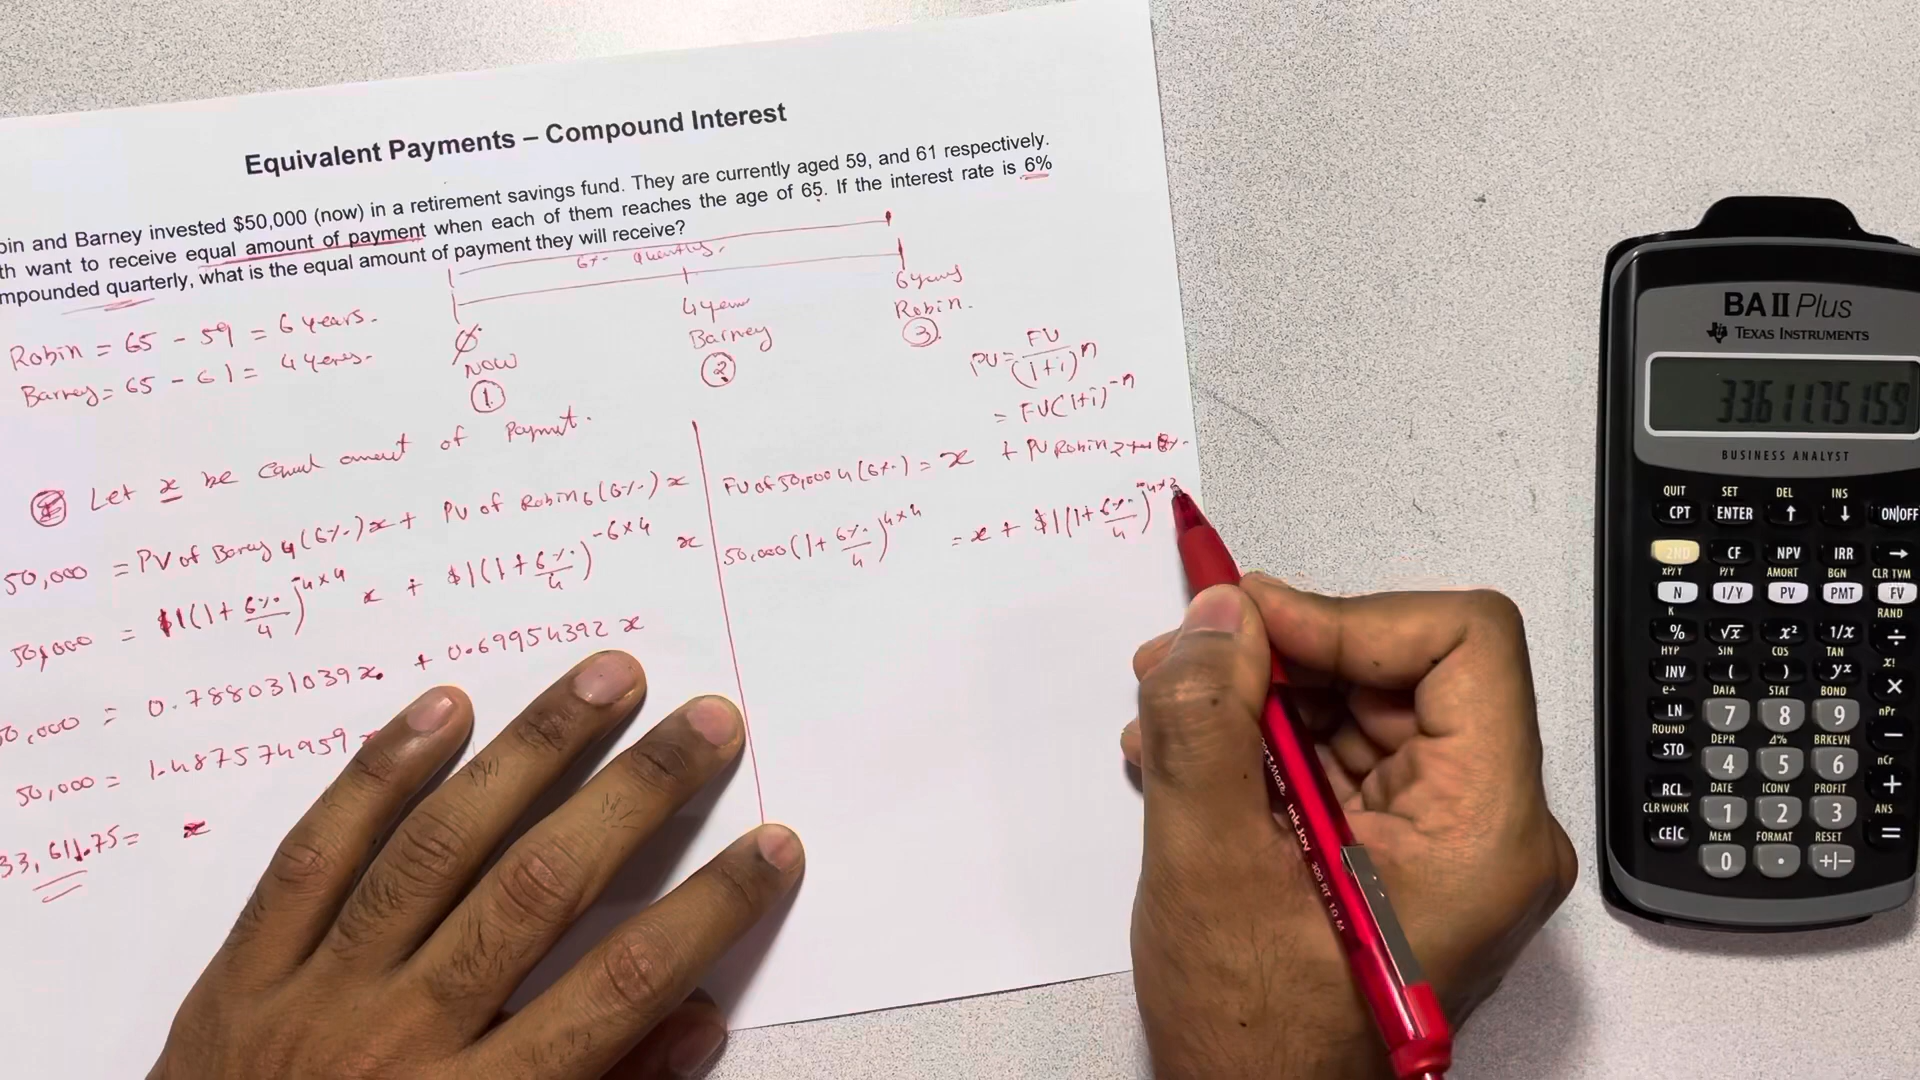 Equivalent Payments – Compound Interest
bin and Barney invested $50,000 (now) in a retirement savings fund. They are currently aged 59, and 61 respectively.
th want to receive equal amount of payment when each of them reaches the age of 65. If the interest rate is 6%
mpounded quarterly, what is the equal amount of payment they will receive?
6% quarterly.
Robin = 65 - 59 = 6 years.
Barney = 65 - 61 = 4 years.
0
NOW
1
4 years
Barney
2
6 years
Robin.
3
PV = FV/(1+i)^n
= FV(1+i)^-n
Let x be equal amount of Payment.
50,000 = PV of Barney 4 (6%) x + PV of Robin 6 (6%) x
50,000 = $1(1+6%/4)^-4×4 x + $1(1+6%/4)^-6×4 x
50,000 = 0.788031039x + 0.69954392x
50,000 = 1.487574959
33,611.75 = x
FV of 50,000 4 (6%) = x + PV Robin
50,000(1+6%/4)^4×4 = x + $1(1+6%/4)^-4×2
BA II Plus
TEXAS INSTRUMENTS
33,611.75159
BUSINESS ANALYST
QUIT SET DEL INS
CPT ENTER ↑ ↓ ON|OFF
2ND CF NPV IRR →
xP/Y P/Y AMORT BGN CLR TVM
N I/Y PV PMT FV
K RAND
% √x x² 1/x ÷
HYP SIN COS TAN x!
INV ( ) yˣ ×
eˣ DATA STAT BOND nPr
LN 7 8 9 −
ROUND DEPR Δ% BRKEVN nCr
STO 4 5 6 +
DATE ICONV PROFIT ANS
RCL 1 2 3 =
CLR WORK MEM FORMAT RESET
CE|C 0 . +|−
InkJOY 300 RT 1.0 M